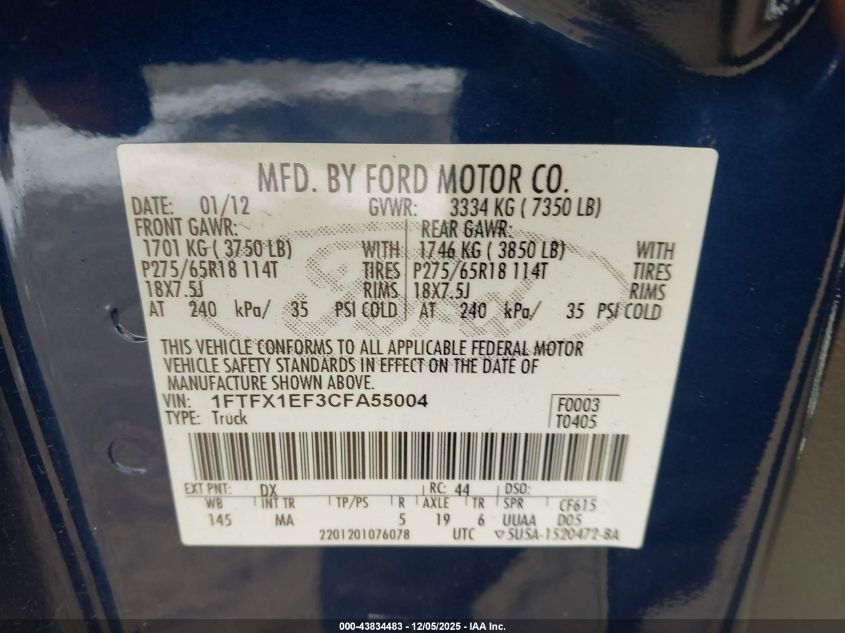 MFD. BY FORD MOTOR CO.
DATE: 01/12 GVWR: 3334 KG ( 7350 LB)
FRONT GAWR: REAR GAWR:
1701 KG ( 3750 LB) WITH 1746 KG ( 3850 LB) WITH
P275/65R18 114T TIRES P275/65R18 114T TIRES
18X7.5J RIMS 18X7.5J RIMS
AT 240 kPa/ 35 PSI COLD AT 240 kPa/ 35 PSI COLD
Ford
THIS VEHICLE CONFORMS TO ALL APPLICABLE FEDERAL MOTOR
VEHICLE SAFETY STANDARDS IN EFFECT ON THE DATE OF
MANUFACTURE SHOWN ABOVE.
VIN: 1FTFX1EF3CFA55004 F0003
TYPE: Truck T0405
EXT PNT: DX RC: 44 DSO:
WB INT TR TP/PS R AXLE TR SPR CF615
145 MA 5 19 6 UUAA D05
2201201076078 UTC ▽5U5A-1520472-BA
000-43834483 - 12/05/2025 - IAA Inc.